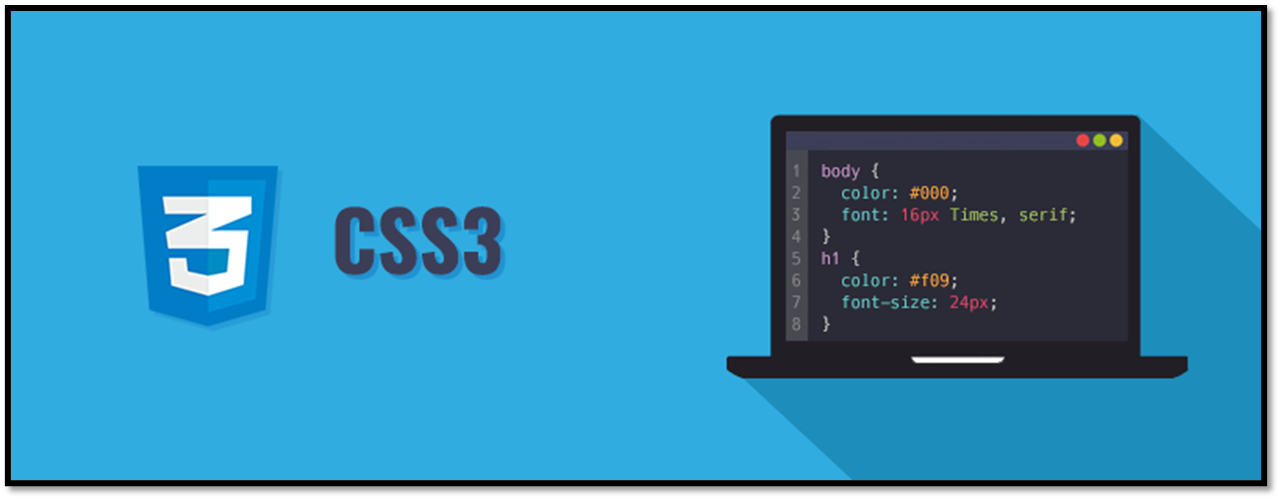 3
CSS3
1 body {
2   color: #000;
3   font: 16px Times, serif;
4 }
5 h1 {
6   color: #f09;
7   font-size: 24px;
8 }